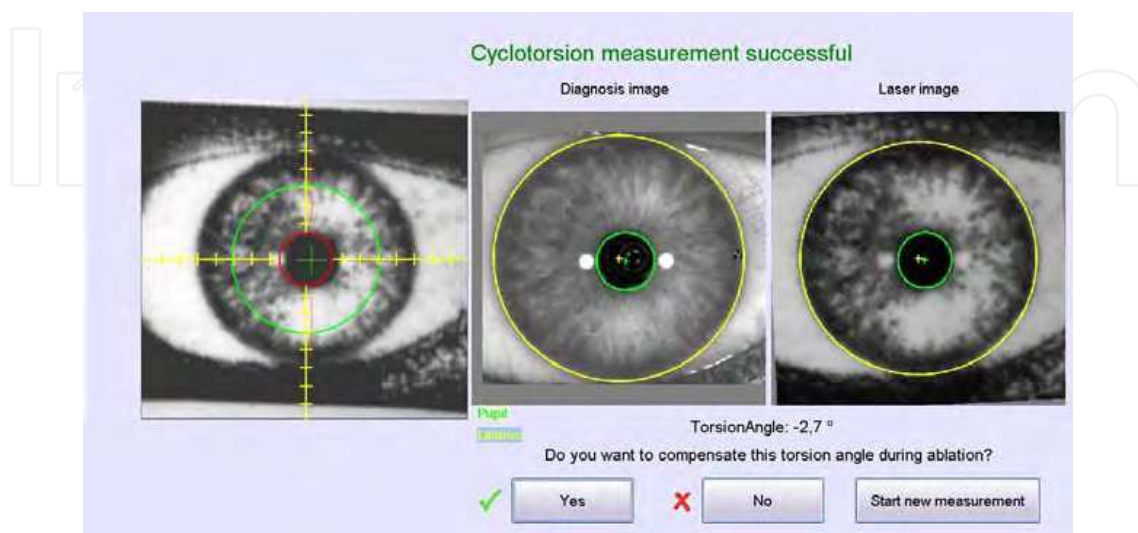 Cyclotorsion measurement successful
Diagnosis image
Laser image
Pupil
TorsionAngle: -2,7 °
Do you want to compensate this torsion angle during ablation?
Yes
No
Start new measurement